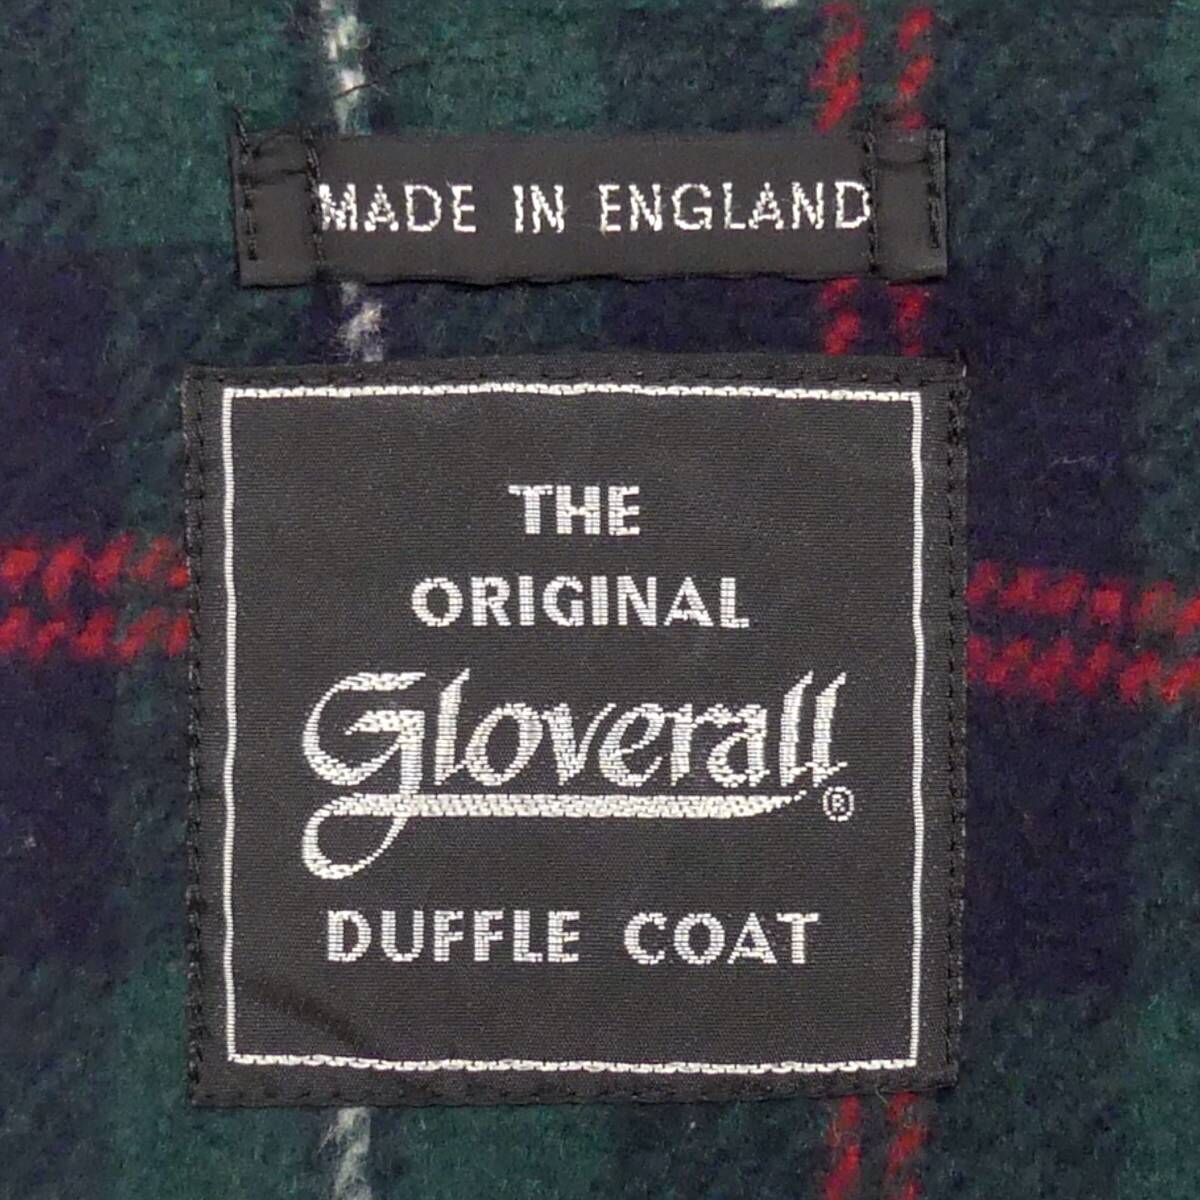 MADE IN ENGLAND
THE
ORIGINAL
Gloverall®
DUFFLE COAT